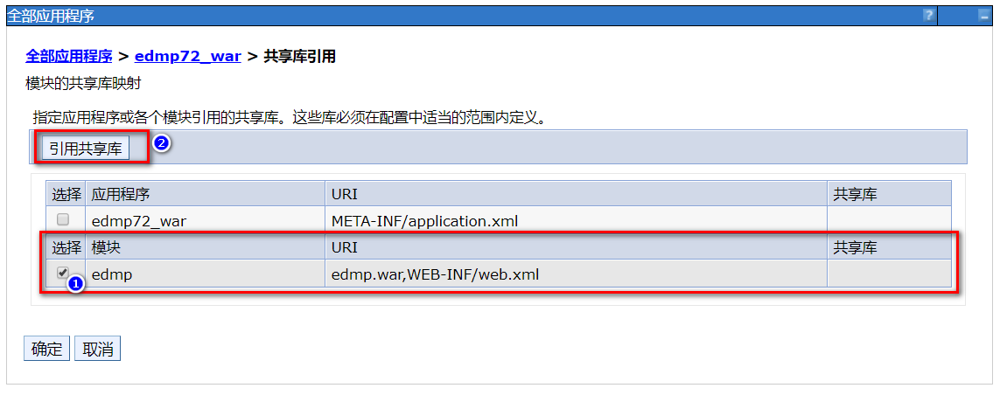 全部应用程序 ? –
全部应用程序 > edmp72_war > 共享库引用
模块的共享库映射
指定应用程序或各个模块引用的共享库。这些库必须在配置中适当的范围内定义。
引用共享库 2
选择 应用程序 URI 共享库
edmp72_war META-INF/application.xml
选择 模块 URI 共享库
1 edmp edmp.war,WEB-INF/web.xml
确定 取消